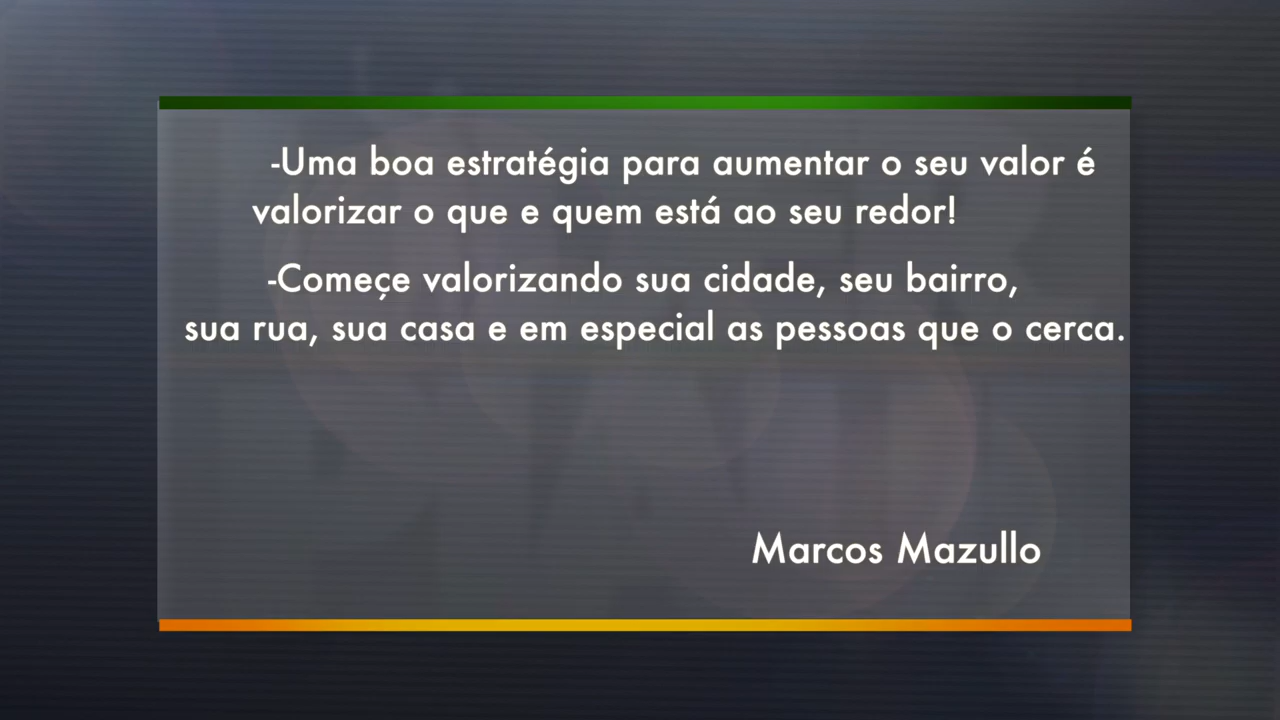 -Uma boa estratégia para aumentar o seu valor é
valorizar o que e quem está ao seu redor!
-Começe valorizando sua cidade, seu bairro,
sua rua, sua casa e em especial as pessoas que o cerca.
Marcos Mazullo